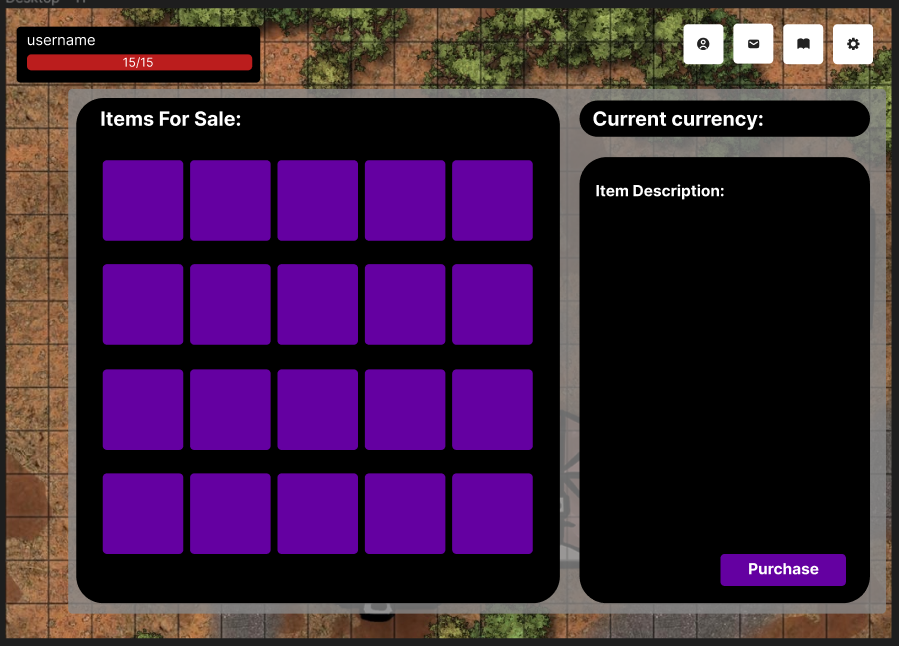 username
15/15
Items For Sale:
Current currency:
Item Description:
Purchase